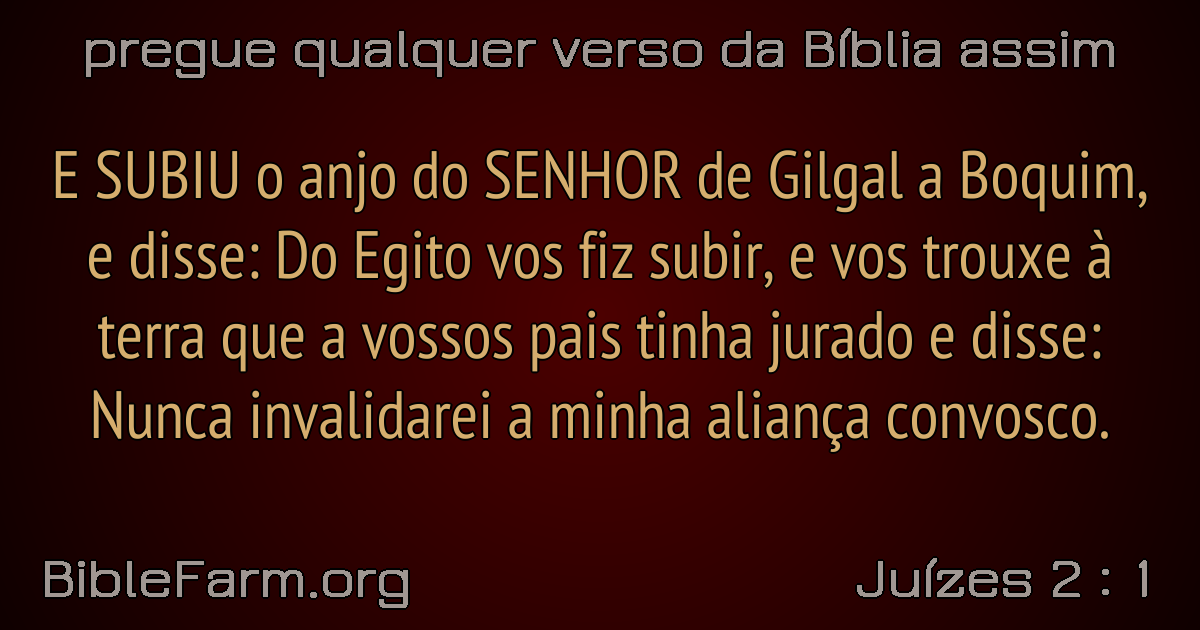 pregue qualquer verso da Bíblia assim
E SUBIU o anjo do SENHOR de Gilgal a Boquim,
e disse: Do Egito vos fiz subir, e vos trouxe à
terra que a vossos pais tinha jurado e disse:
Nunca invalidarei a minha aliança convosco.
BibleFarm.org
Juízes 2 : 1